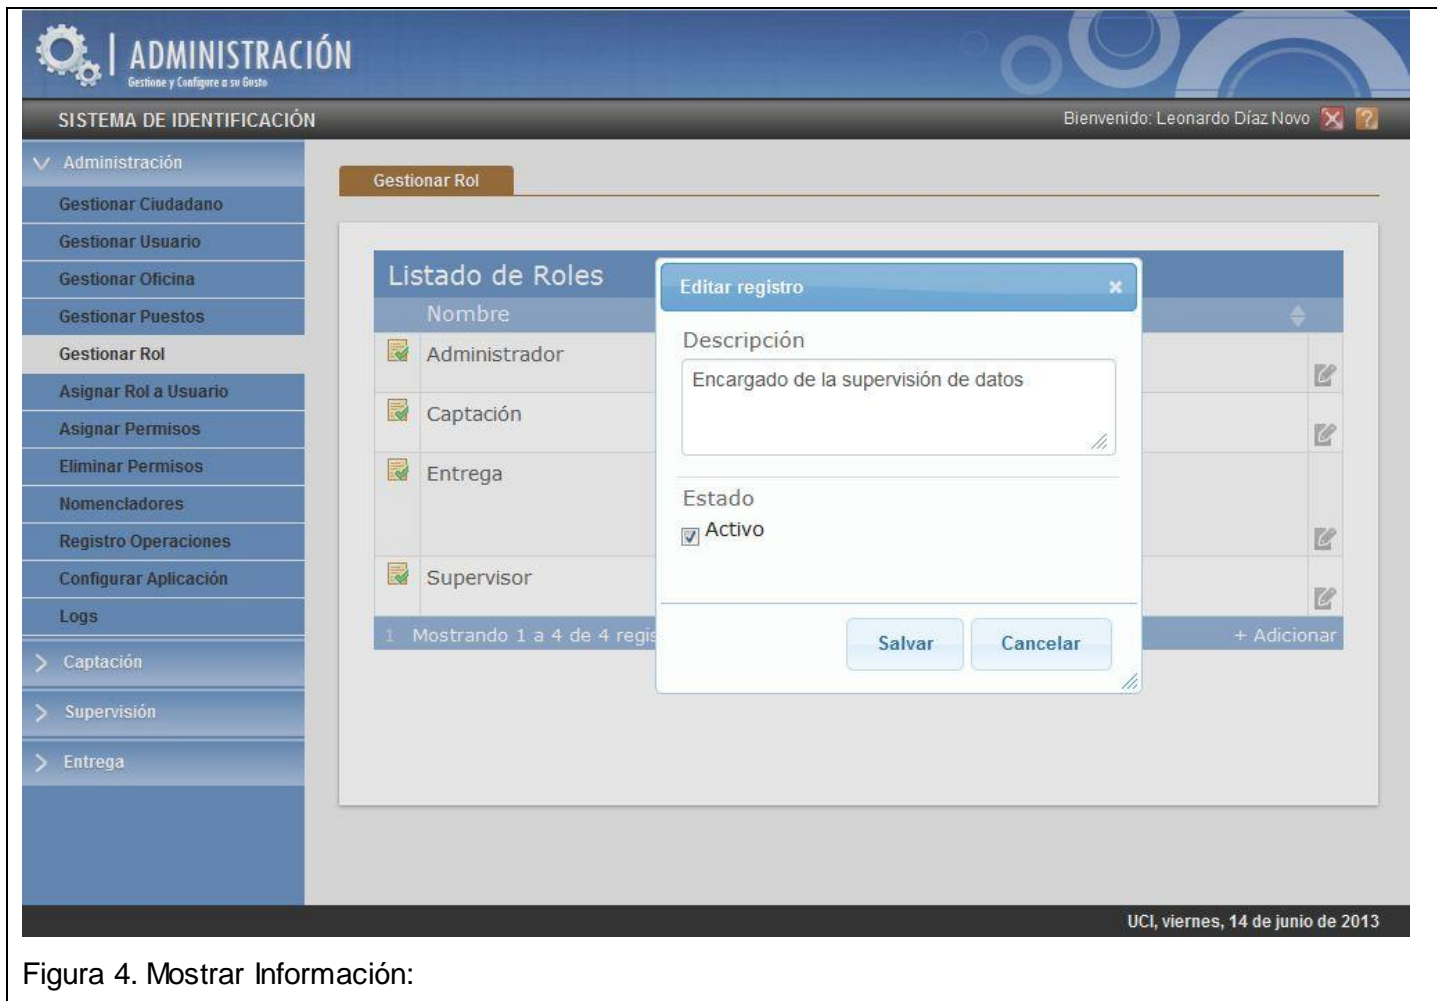 ADMINISTRACIÓN
Gestione y Configure a su Gusto
SISTEMA DE IDENTIFICACIÓN
Bienvenido: Leonardo Díaz Novo
Administración
Gestionar Ciudadano
Gestionar Usuario
Gestionar Oficina
Gestionar Puestos
Gestionar Rol
Asignar Rol a Usuario
Asignar Permisos
Eliminar Permisos
Nomencladores
Registro Operaciones
Configurar Aplicación
Logs
Captación
Supervisión
Entrega
Gestionar Rol
Listado de Roles
Nombre
Administrador
Captación
Entrega
Supervisor
1 Mostrando 1 a 4 de 4 regis
+ Adicionar
Editar registro
Descripción
Encargado de la supervisión de datos
Estado
Activo
Salvar
Cancelar
UCI, viernes, 14 de junio de 2013
Figura 4. Mostrar Información: